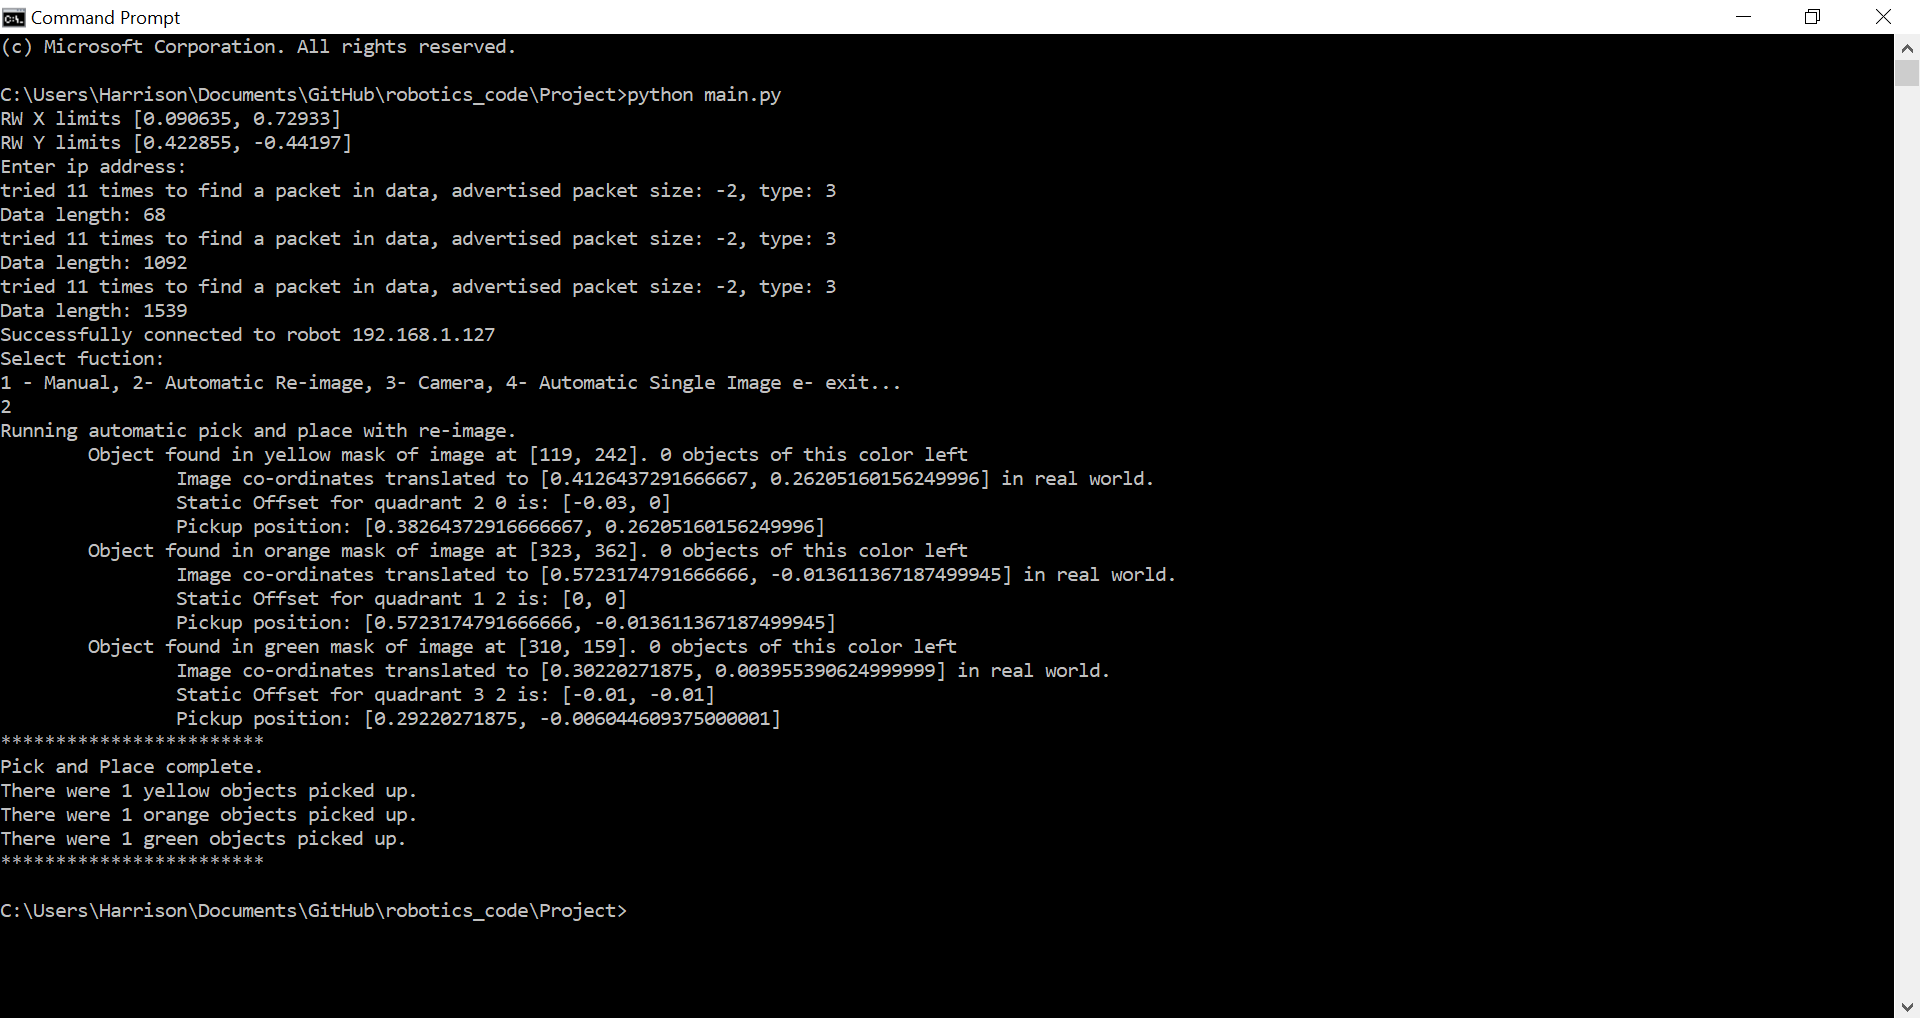 Command Prompt
(c) Microsoft Corporation. All rights reserved.
C:\Users\Harrison\Documents\GitHub\robotics_code\Project>python main.py
RW X limits [0.090635, 0.72933]
RW Y limits [0.422855, -0.44197]
Enter ip address:
tried 11 times to find a packet in data, advertised packet size: -2, type: 3
Data length: 68
tried 11 times to find a packet in data, advertised packet size: -2, type: 3
Data length: 1092
tried 11 times to find a packet in data, advertised packet size: -2, type: 3
Data length: 1539
Successfully connected to robot 192.168.1.127
Select fuction:
1 - Manual, 2- Automatic Re-image, 3- Camera, 4- Automatic Single Image e- exit...
2
Running automatic pick and place with re-image.
Object found in yellow mask of image at [119, 242]. 0 objects of this color left
Image co-ordinates translated to [0.4126437291666667, 0.26205160156249996] in real world.
Static Offset for quadrant 2 0 is: [-0.03, 0]
Pickup position: [0.38264372916666667, 0.26205160156249996]
Object found in orange mask of image at [323, 362]. 0 objects of this color left
Image co-ordinates translated to [0.5723174791666666, -0.013611367187499945] in real world.
Static Offset for quadrant 1 2 is: [0, 0]
Pickup position: [0.5723174791666666, -0.013611367187499945]
Object found in green mask of image at [310, 159]. 0 objects of this color left
Image co-ordinates translated to [0.30220271875, 0.003955390624999999] in real world.
Static Offset for quadrant 3 2 is: [-0.01, -0.01]
Pickup position: [0.29220271875, -0.006044609375000001]
************************
Pick and Place complete.
There were 1 yellow objects picked up.
There were 1 orange objects picked up.
There were 1 green objects picked up.
************************
C:\Users\Harrison\Documents\GitHub\robotics_code\Project>